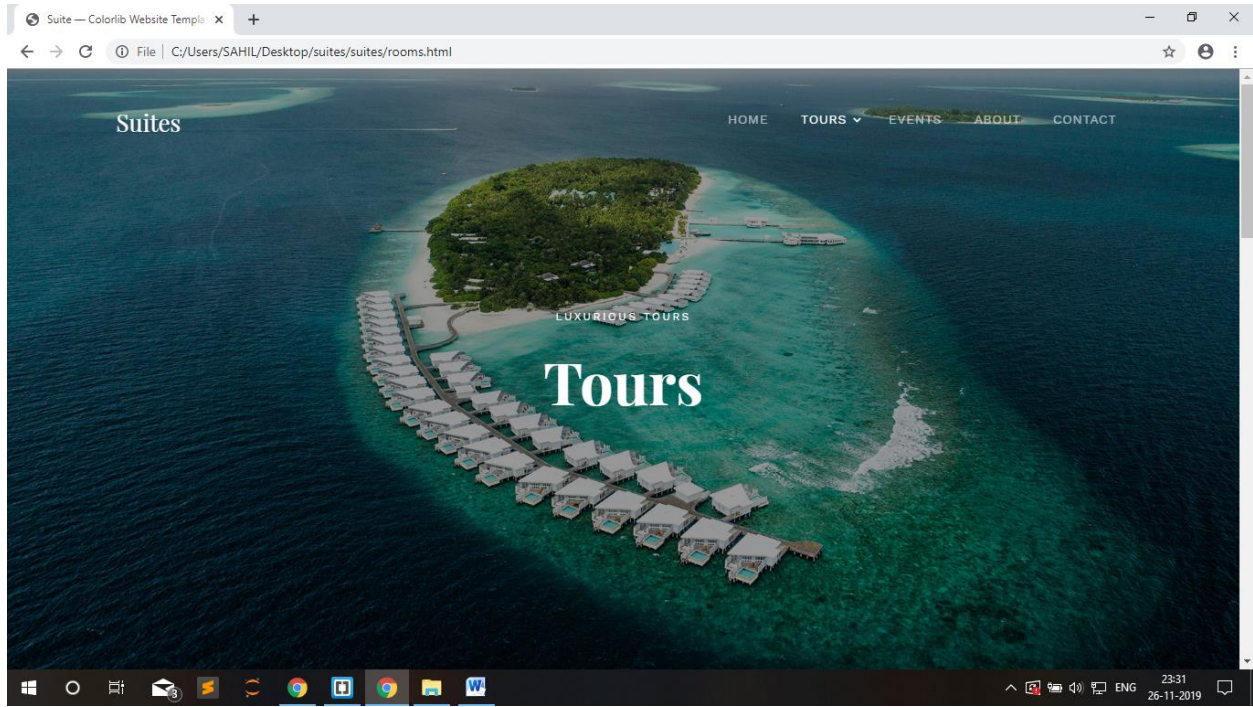 Suite — Colorlib Website Templa
File | C:/Users/SAHIL/Desktop/suites/suites/rooms.html
Suites
HOME TOURS EVENTS ABOUT CONTACT
LUXURIOUS TOURS
Tours
3
ENG
23:31
26-11-2019